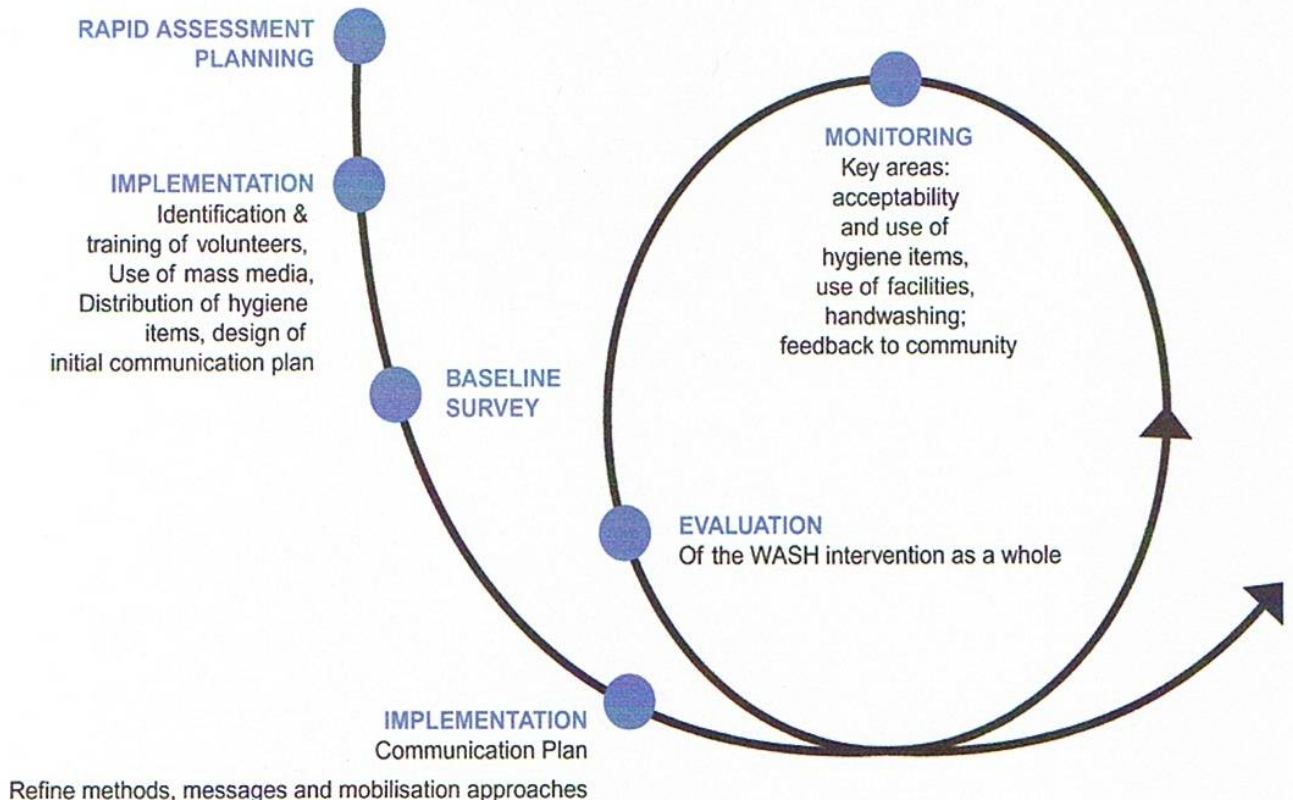 RAPID ASSESSMENT
PLANNING
IMPLEMENTATION
Identification &
training of volunteers,
Use of mass media,
Distribution of hygiene
items, design of
initial communication plan
BASELINE
SURVEY
IMPLEMENTATION
Communication Plan
Refine methods, messages and mobilisation approaches
MONITORING
Key areas:
acceptability
and use of
hygiene items,
use of facilities,
handwashing;
feedback to community
EVALUATION
Of the WASH intervention as a whole